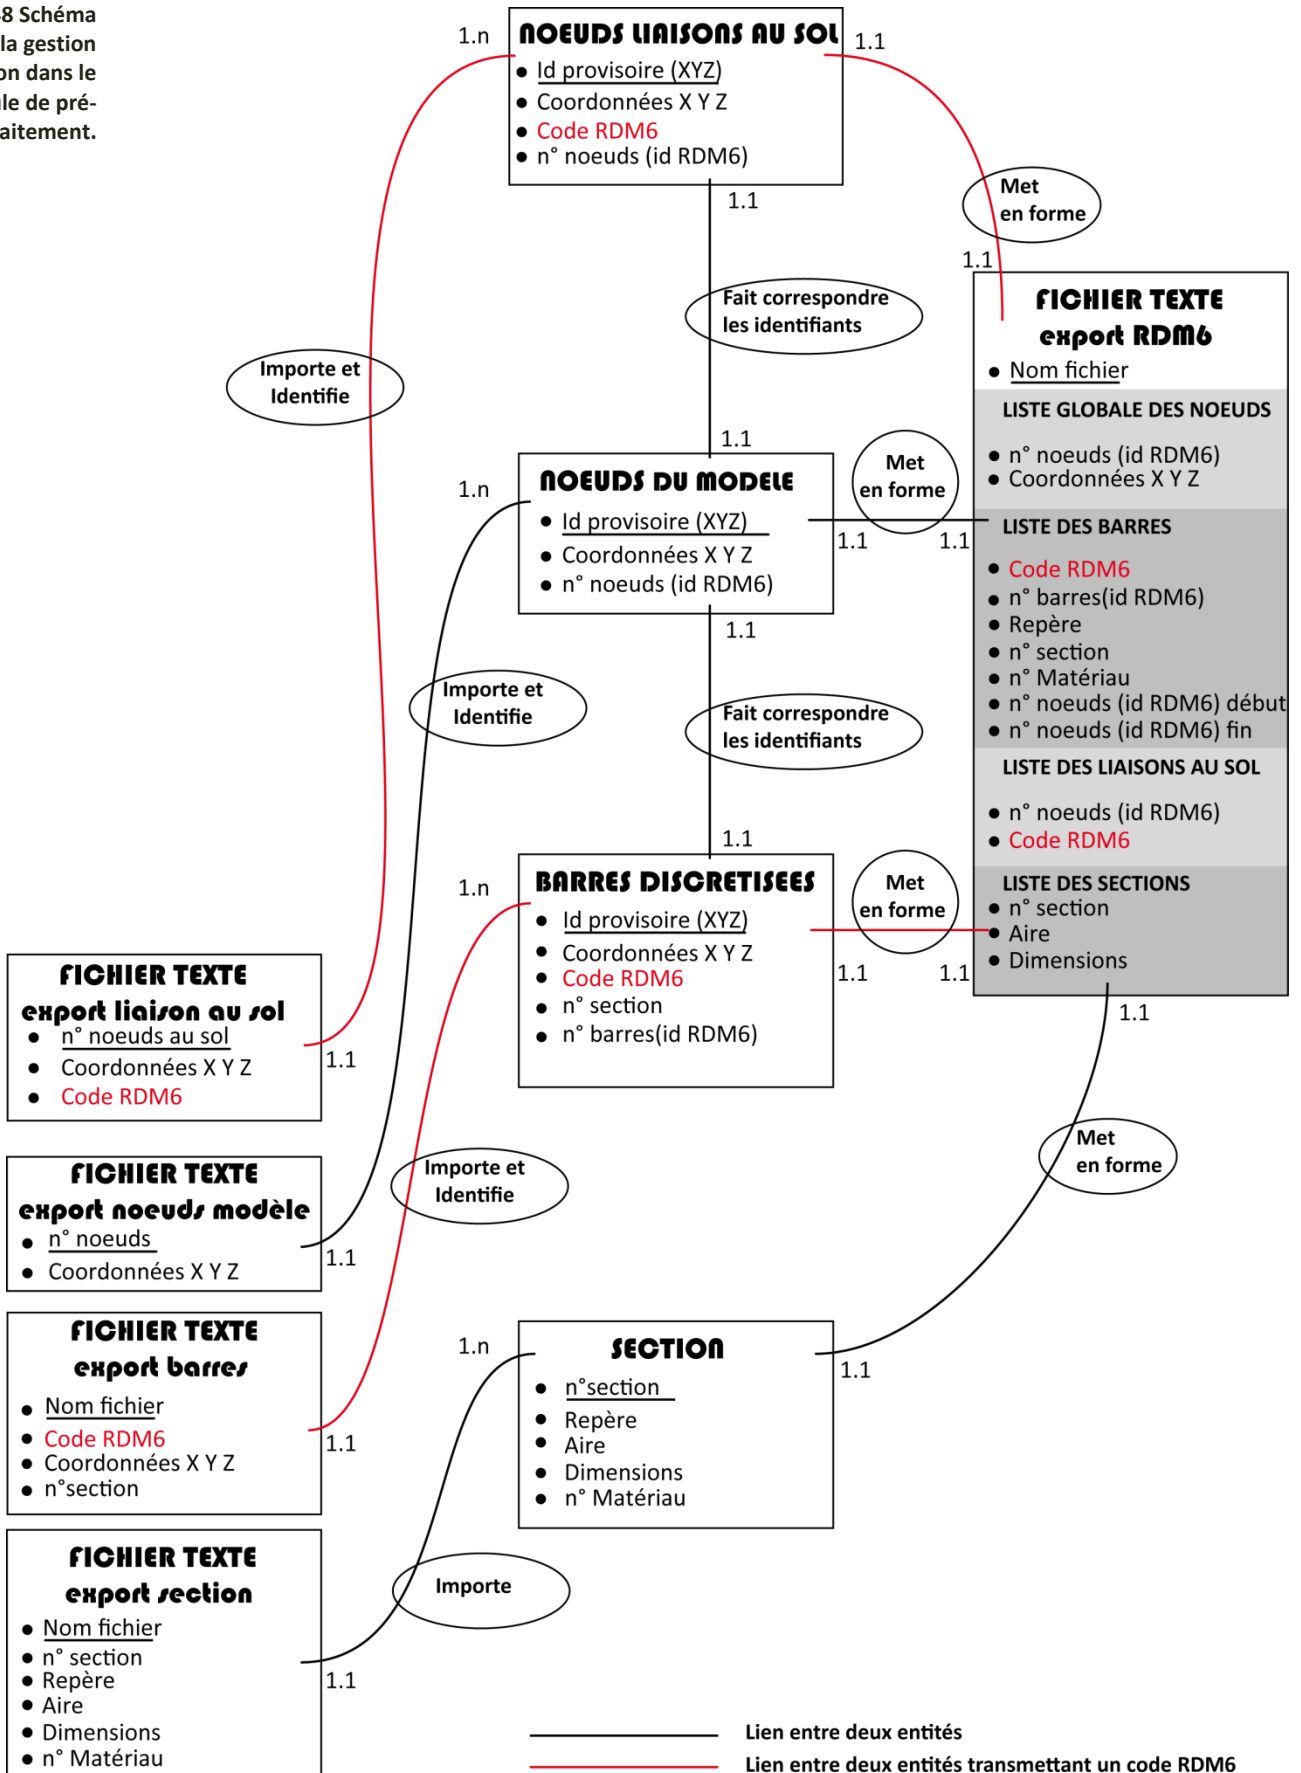 48 Schéma
la gestion
on dans le
ule de pré-
aitement.
1.n
NOEUDS LIAISONS AU SOL
1.1
• Id provisoire (XYZ)
• Coordonnées X Y Z
• Code RDM6
• n° noeuds (id RDM6)
1.1
Met
en forme
1.1
Fait correspondre
les identifiants
Importe et
Identifie
1.1
FICHIER TEXTE
export RDM6
• Nom fichier
LISTE GLOBALE DES NOEUDS
• n° noeuds (id RDM6)
• Coordonnées X Y Z
LISTE DES BARRES
• Code RDM6
• n° barres(id RDM6)
• Repère
• n° section
• n° Matériau
• n° noeuds (id RDM6) début
• n° noeuds (id RDM6) fin
LISTE DES LIAISONS AU SOL
• n° noeuds (id RDM6)
• Code RDM6
LISTE DES SECTIONS
• n° section
• Aire
• Dimensions
1.1
1.n
NOEUDS DU MODELE
• Id provisoire (XYZ)
• Coordonnées X Y Z
• n° noeuds (id RDM6)
1.1
Met
en forme
1.1
1.1
Importe et
Identifie
Fait correspondre
les identifiants
1.1
1.n
BARRES DISCRETISEES
• Id provisoire (XYZ)
• Coordonnées X Y Z
• Code RDM6
• n° section
• n° barres(id RDM6)
Met
en forme
1.1
1.1
FICHIER TEXTE
export liaison au sol
• n° noeuds au sol
• Coordonnées X Y Z
• Code RDM6
1.1
FICHIER TEXTE
export noeuds modèle
• n° noeuds
• Coordonnées X Y Z
1.1
Importe et
Identifie
Met
en forme
FICHIER TEXTE
export barres
• Nom fichier
• Code RDM6
• Coordonnées X Y Z
• n°section
1.1
1.n
SECTION
1.1
• n°section
• Repère
• Aire
• Dimensions
• n° Matériau
Importe
FICHIER TEXTE
export section
• Nom fichier
• n° section
• Repère
• Aire
• Dimensions
• n° Matériau
1.1
Lien entre deux entités
Lien entre deux entités transmettant un code RDM6